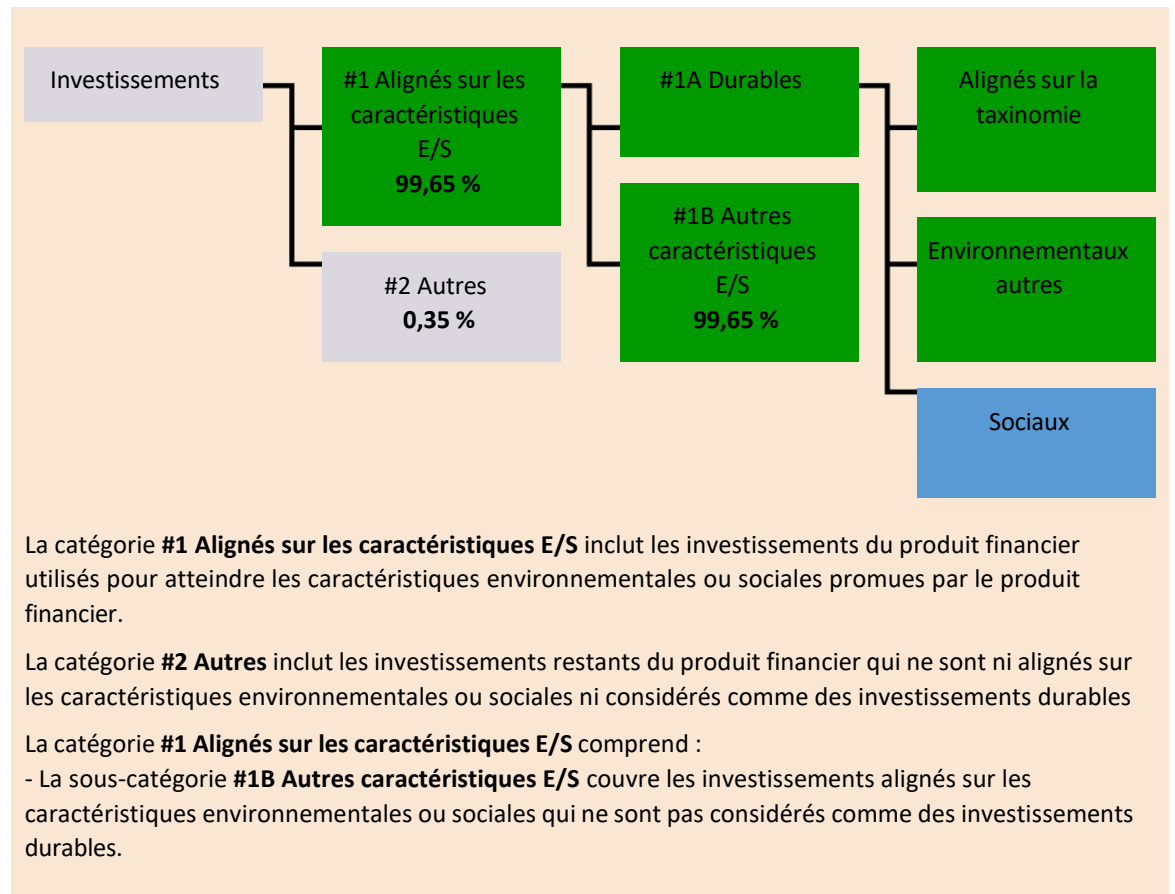 Investissements
#1 Alignés sur les
caractéristiques
E/S
99,65 %
#2 Autres
0,35 %
#1A Durables
#1B Autres
caractéristiques
E/S
99,65 %
Alignés sur la
taxinomie
Environnementaux
autres
Sociaux
La catégorie #1 Alignés sur les caractéristiques E/S inclut les investissements du produit financier
utilisés pour atteindre les caractéristiques environnementales ou sociales promues par le produit
financier.
La catégorie #2 Autres inclut les investissements restants du produit financier qui ne sont ni alignés sur
les caractéristiques environnementales ou sociales ni considérés comme des investissements durables
La catégorie #1 Alignés sur les caractéristiques E/S comprend :
- La sous-catégorie #1B Autres caractéristiques E/S couvre les investissements alignés sur les
caractéristiques environnementales ou sociales qui ne sont pas considérés comme des investissements
durables.